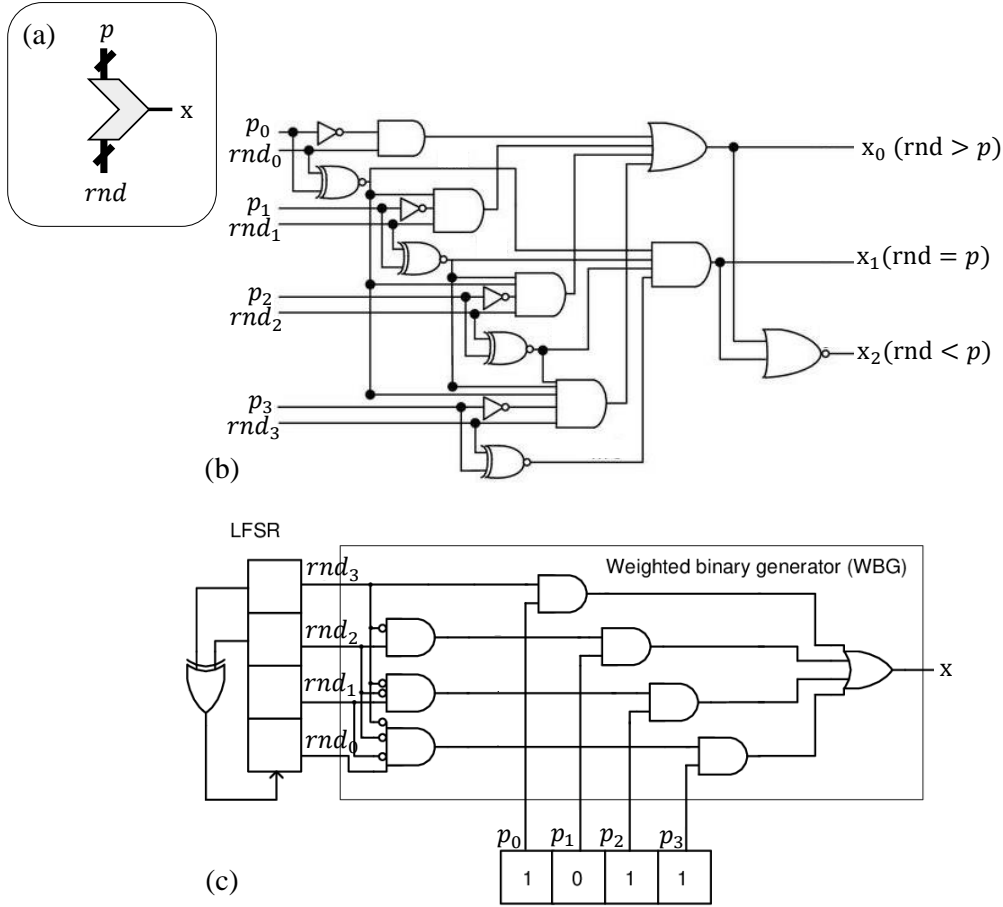 (a)
p
x
rnd
p₀
rnd₀
x₀ (rnd > p)
p₁
rnd₁
x₁(rnd = p)
p₂
rnd₂
x₂(rnd < p)
p₃
rnd₃
(b)
LFSR
Weighted binary generator (WBG)
rnd₃
rnd₂
rnd₁
rnd₀
x
p₀ p₁ p₂ p₃
1 0 1 1
(c)